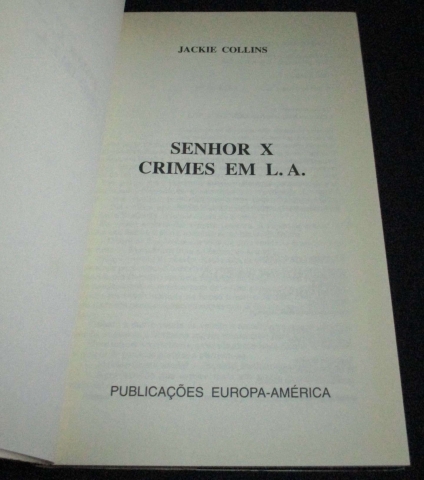 JACKIE COLLINS
SENHOR X
CRIMES EM L. A.
PUBLICAÇÕES EUROPA-AMÉRICA